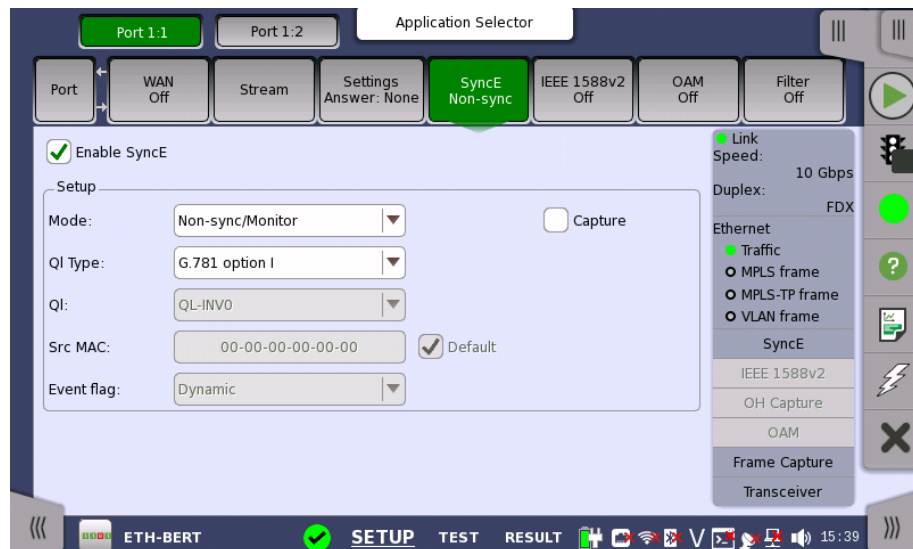 Application Selector
Port 1:1
Port 1:2
Port
WAN
Off
Stream
Settings
Answer: None
SyncE
Non-sync
IEEE 1588v2
Off
OAM
Off
Filter
Off
Enable SyncE
Setup
Mode:
Non-sync/Monitor
Capture
Ql Type:
G.781 option I
Ql:
QL-INV0
Src MAC:
00-00-00-00-00-00
Default
Event flag:
Dynamic
Link
Speed:
10 Gbps
Duplex:
FDX
Ethernet
Traffic
MPLS frame
MPLS-TP frame
VLAN frame
SyncE
IEEE 1588v2
OH Capture
OAM
Frame Capture
Transceiver
ETH-BERT
SETUP
TEST
RESULT
V
15:39